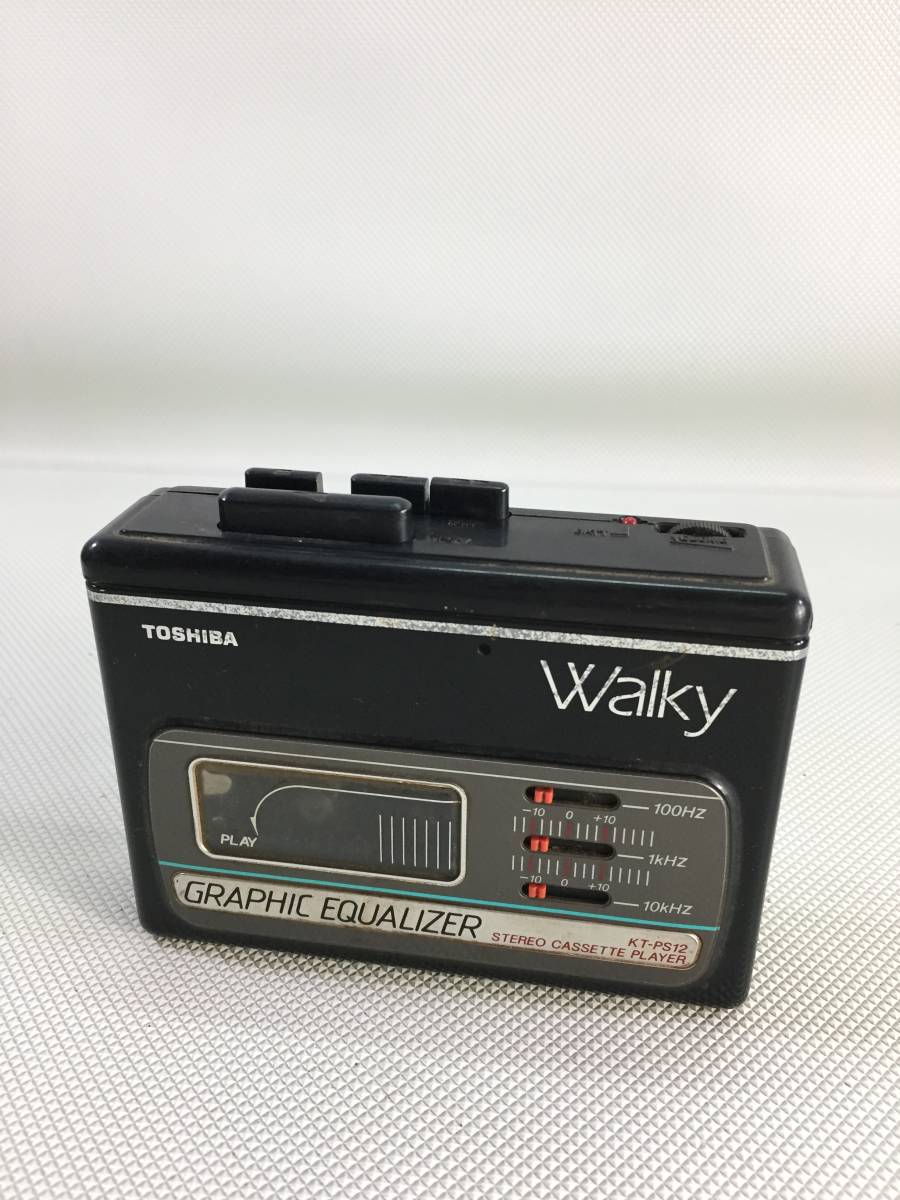 BATT
TOSHIBA
Walky
100Hz
-10 0 +10
PLAY
1kHz
-10 0 +10
10kHz
GRAPHIC EQUALIZER
KT-PS12
STEREO CASSETTE PLAYER